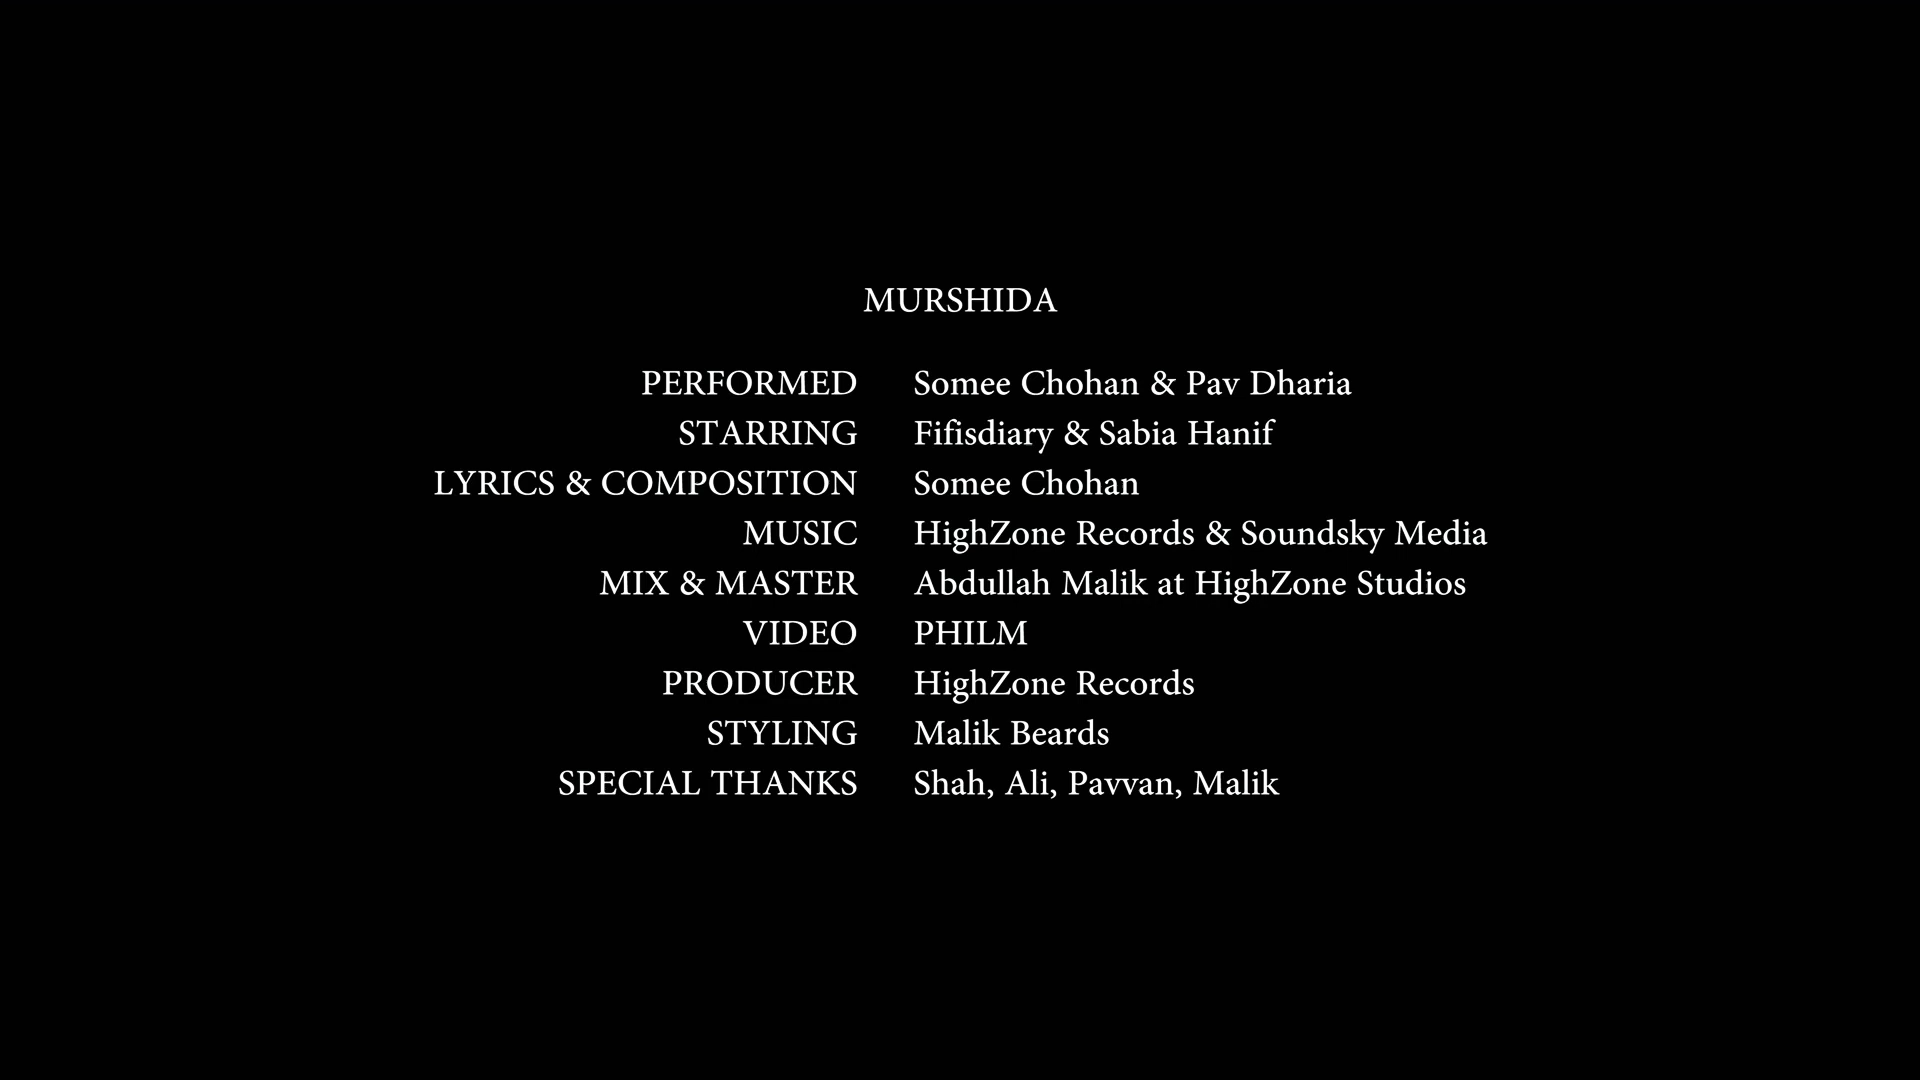 MURSHIDA
PERFORMED Somee Chohan & Pav Dharia
STARRING Fifisdiary & Sabia Hanif
LYRICS & COMPOSITION Somee Chohan
MUSIC HighZone Records & Soundsky Media
MIX & MASTER Abdullah Malik at HighZone Studios
VIDEO PHILM
PRODUCER HighZone Records
STYLING Malik Beards
SPECIAL THANKS Shah, Ali, Pavvan, Malik